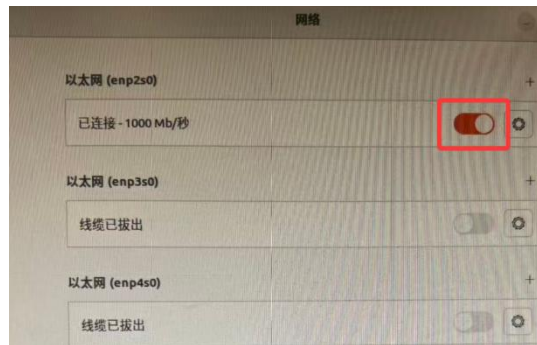 网络
以太网 (enp2s0)
已连接 - 1000 Mb/秒
以太网 (enp3s0)
线缆已拔出
以太网 (enp4s0)
线缆已拔出